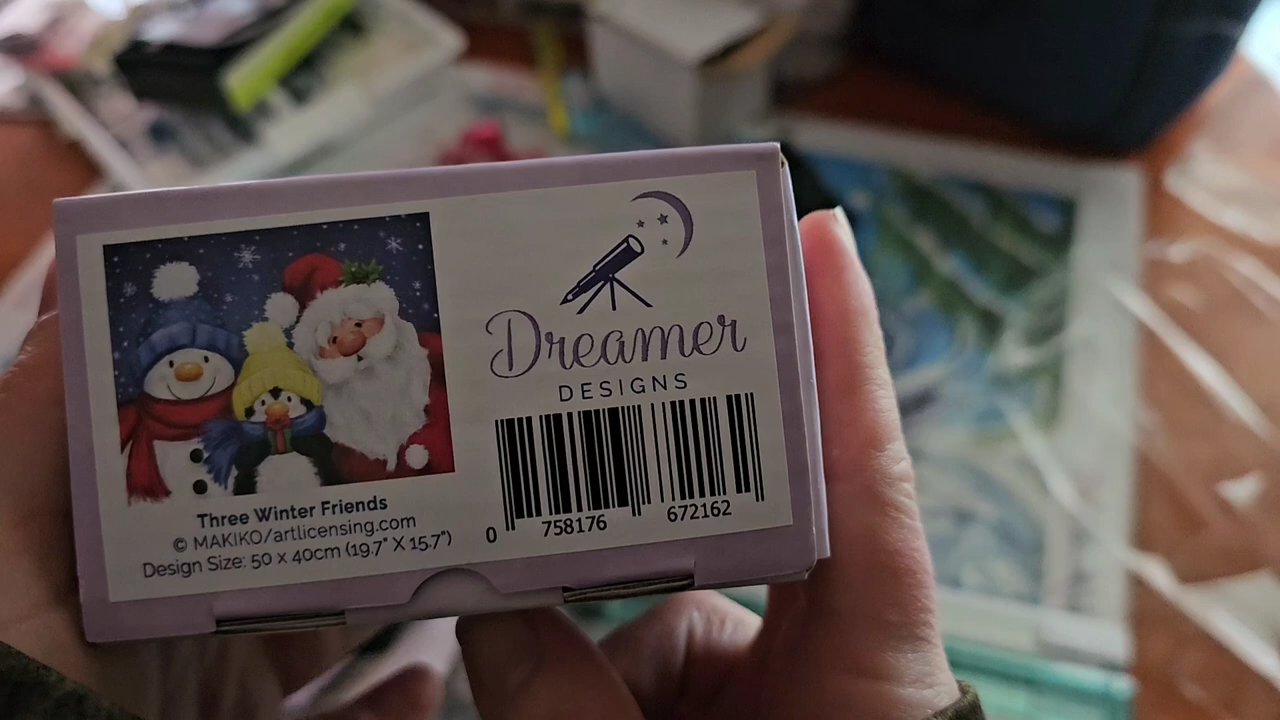 Dreamer
DESIGNS
0 758176 672162
Three Winter Friends
© MAKIKO/artlicensing.com
Design Size: 50 x 40cm (19.7" X 15.7")